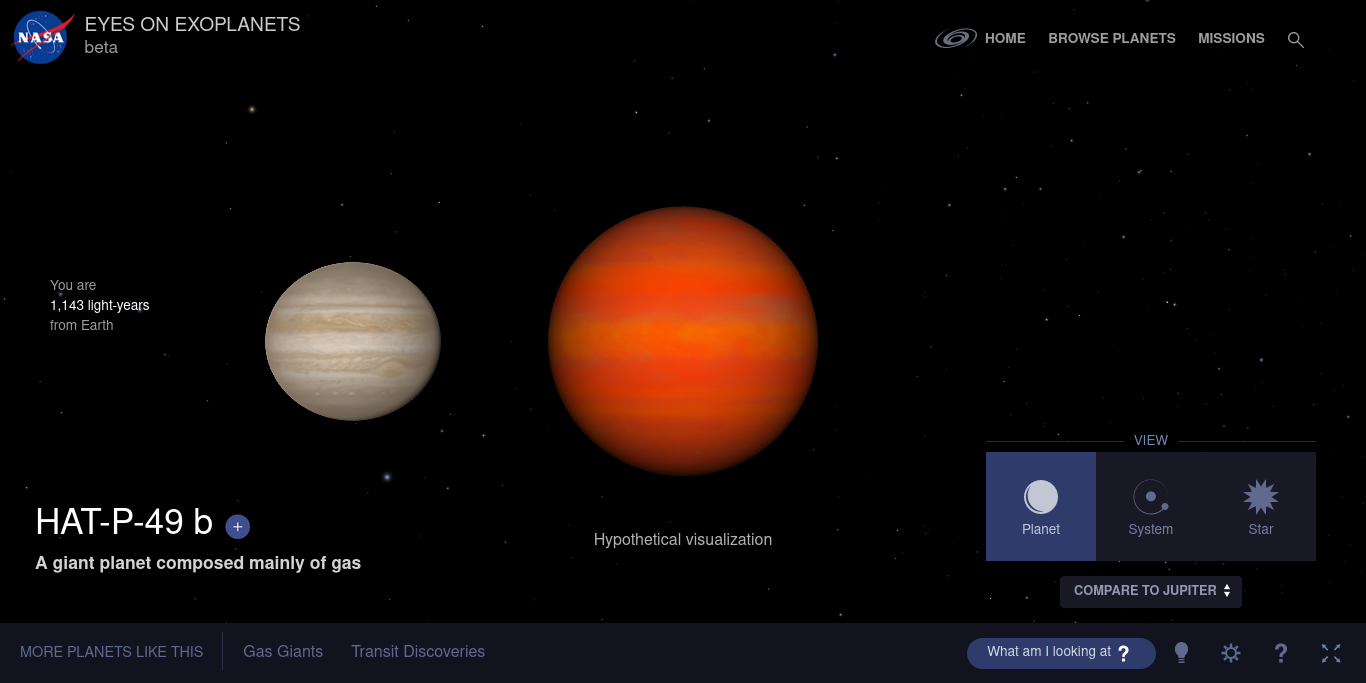 NASA
EYES ON EXOPLANETS
beta
HOME
BROWSE PLANETS
MISSIONS
You are
1,143 light-years
from Earth
HAT-P-49 b +
A giant planet composed mainly of gas
Hypothetical visualization
VIEW
Planet
System
Star
COMPARE TO JUPITER
MORE PLANETS LIKE THIS
Gas Giants
Transit Discoveries
What am I looking at ?
?